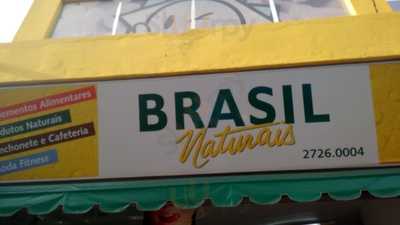 ementos Alimentares
dutos Naturais
nchonete e Cafeteria
oda Fitness
BRASIL
Naturais
2726.0004